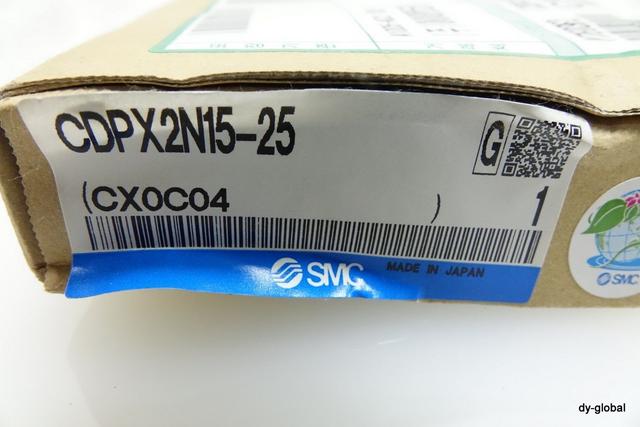 CDPX2N15-25
G
(CX0C04 )
1
SMC
MADE IN JAPAN
SMC
dy-global